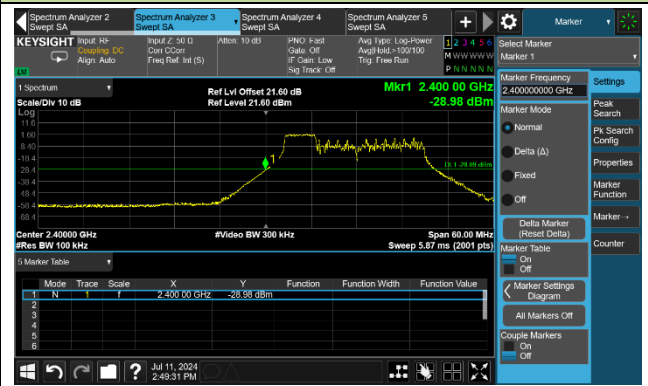 Spectrum Analyzer 2
Swept SA
Spectrum Analyzer 3
Swept SA
Spectrum Analyzer 4
Swept SA
Spectrum Analyzer 5
Swept SA
+
Marker
KEYSIGHT
Input: RF
Coupling: DC
Align: Auto
Input Z: 50 Ω
Corr CCorr
Freq Ref: Int (S)
Atten: 10 dB
PNO: Fast
Gate: Off
IF Gain: Low
Sig Track: Off
Avg Type: Log-Power
Avg|Hold:>100/100
Trig: Free Run
1 2 3 4 5 6
M W W W W W
P N N N N N
LXI
Select Marker
Marker 1
1 Spectrum
Scale/Div 10 dB
Log
Ref Lvl Offset 21.60 dB
Ref Level 21.60 dBm
Mkr1 2.400 00 GHz
-28.98 dBm
11.6
1.60
-8.40
-18.4
-28.4
-38.4
-48.4
-58.4
-68.4
1
DL1 -28.69 dBm
Center 2.40000 GHz
#Res BW 100 kHz
#Video BW 300 kHz
Span 60.00 MHz
Sweep 5.87 ms (2001 pts)
5 Marker Table
Mode Trace Scale X Y Function Function Width Function Value
1 N 1 f 2.400 00 GHz -28.98 dBm
2
3
4
5
6
Marker Frequency
2.400000000 GHz
Marker Mode
Normal
Delta (Δ)
Fixed
Off
Delta Marker
(Reset Delta)
Marker Table
On
Off
Marker Settings
Diagram
All Markers Off
Couple Markers
On
Off
Settings
Peak
Search
Pk Search
Config
Properties
Marker
Function
Marker→
Counter
?
Jul 11, 2024
2:49:31 PM